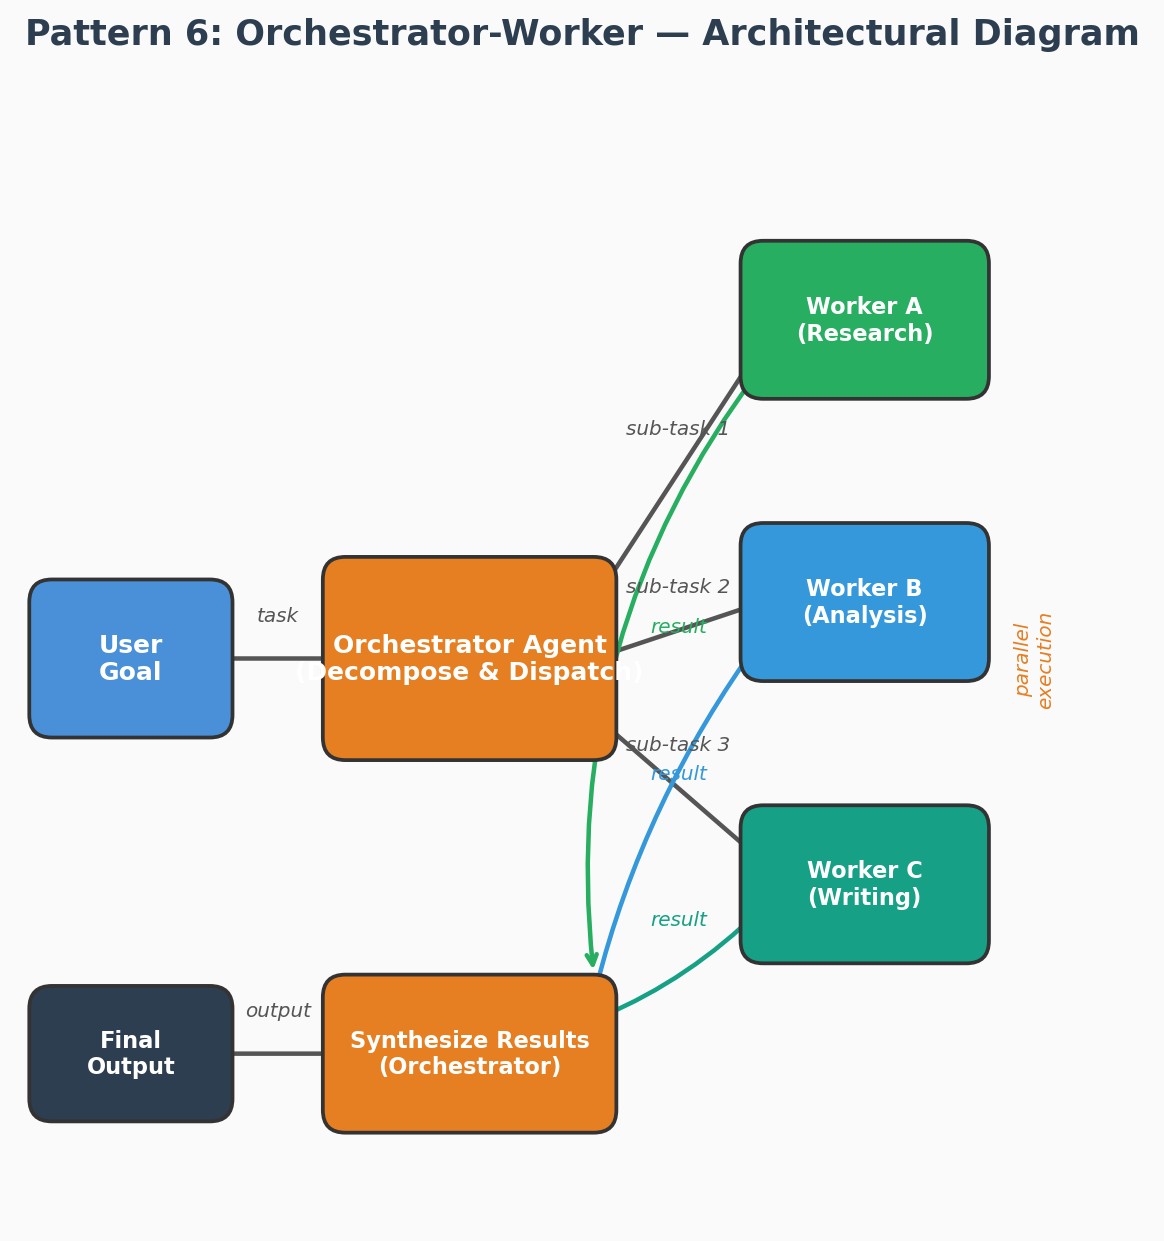 Pattern 6: Orchestrator-Worker — Architectural Diagram
Worker A
(Research)
sub-task 1
sub-task 2
Worker B
(Analysis)
task
result
User
Goal
Orchestrator Agent
(Decompose & Dispatch)
parallel
execution
sub-task 3
result
Worker C
(Writing)
result
output
Final
Output
Synthesize Results
(Orchestrator)